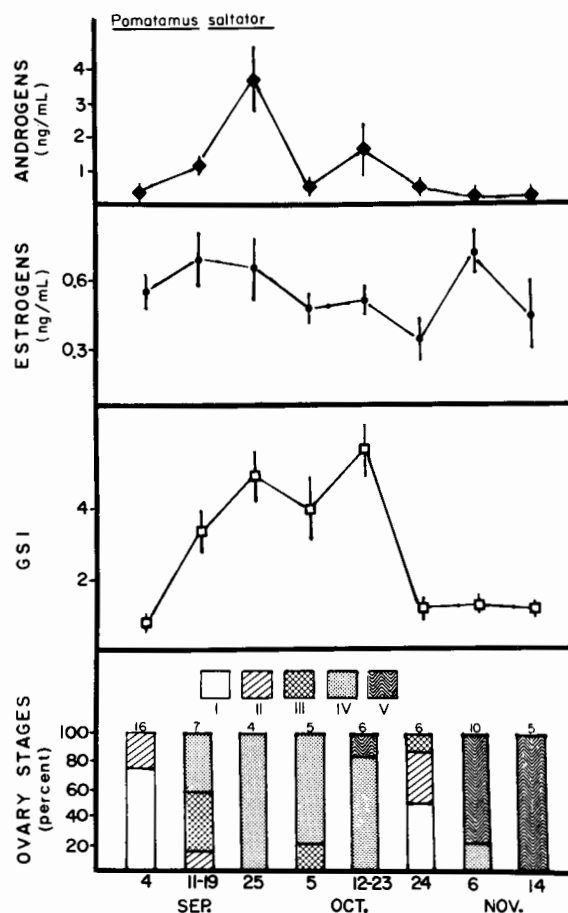 Pomatamus saltator
ANDROGENS
(ng/mL)
4
3
2
1
ESTROGENS
(ng/mL)
0.6
0.3
GSI
4
2
I II III IV V
OVARY STAGES
(percent)
100
80
60
40
20
16 7 4 5 6 6 10 5
4 11-19 25 5 12-23 24 6 14
SEP. OCT. NOV.